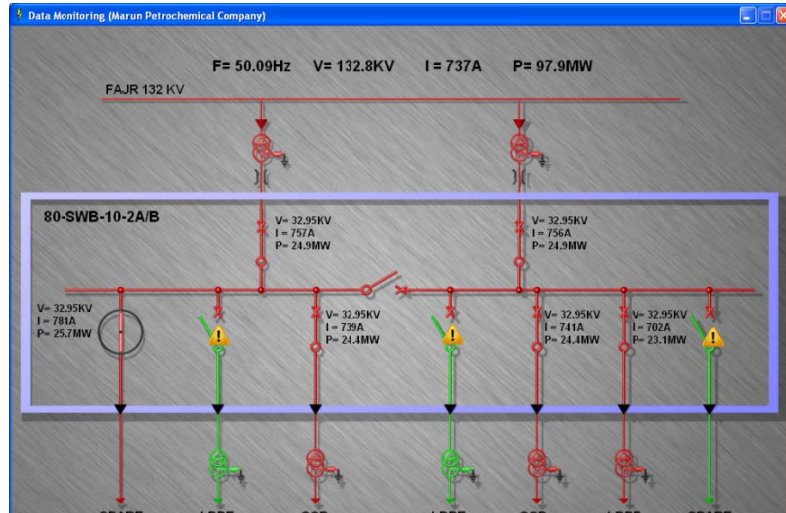 Data Monitoring (Marun Petrochemical Company)
F= 50.09Hz V= 132.8KV I = 737A P= 97.9MW
FAJR 132 KV
80-SWB-10-2A/B
V= 32.95KV
I = 757A
P= 24.9MW
V= 32.95KV
I = 756A
P= 24.9MW
V= 32.95KV
I = 781A
P= 25.7MW
V= 32.95KV
I = 739A
P= 24.4MW
V= 32.95KV
I = 741A
P= 24.4MW
V= 32.95KV
I = 702A
P= 23.1MW